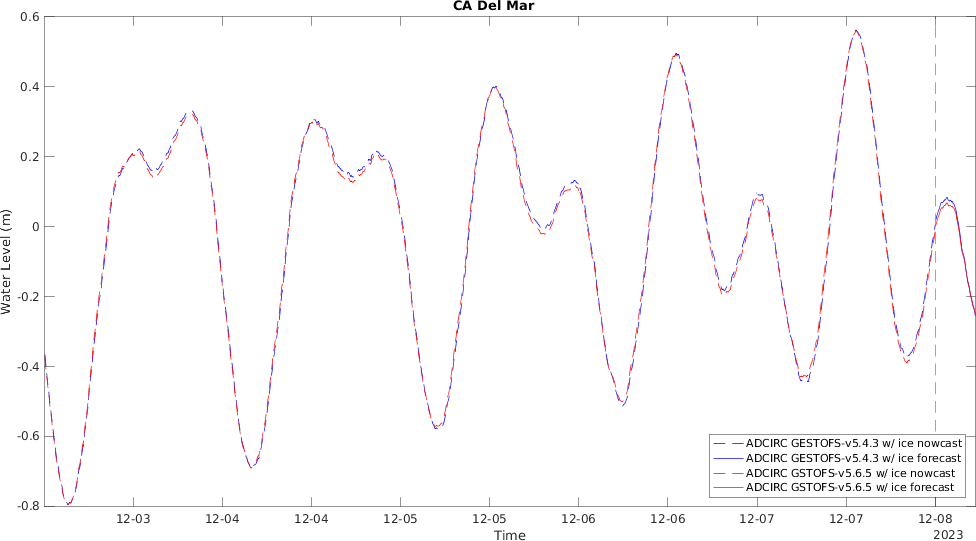 CA Del Mar
0.6
0.4
0.2
0
-0.2
-0.4
-0.6
-0.8
Water Level (m)
12-03
12-04
12-04
12-05
12-05
12-06
12-06
12-07
12-07
12-08
2023
Time
ADCIRC GESTOFS-v5.4.3 w/ ice nowcast
ADCIRC GESTOFS-v5.4.3 w/ ice forecast
ADCIRC GSTOFS-v5.6.5 w/ ice nowcast
ADCIRC GSTOFS-v5.6.5 w/ ice forecast